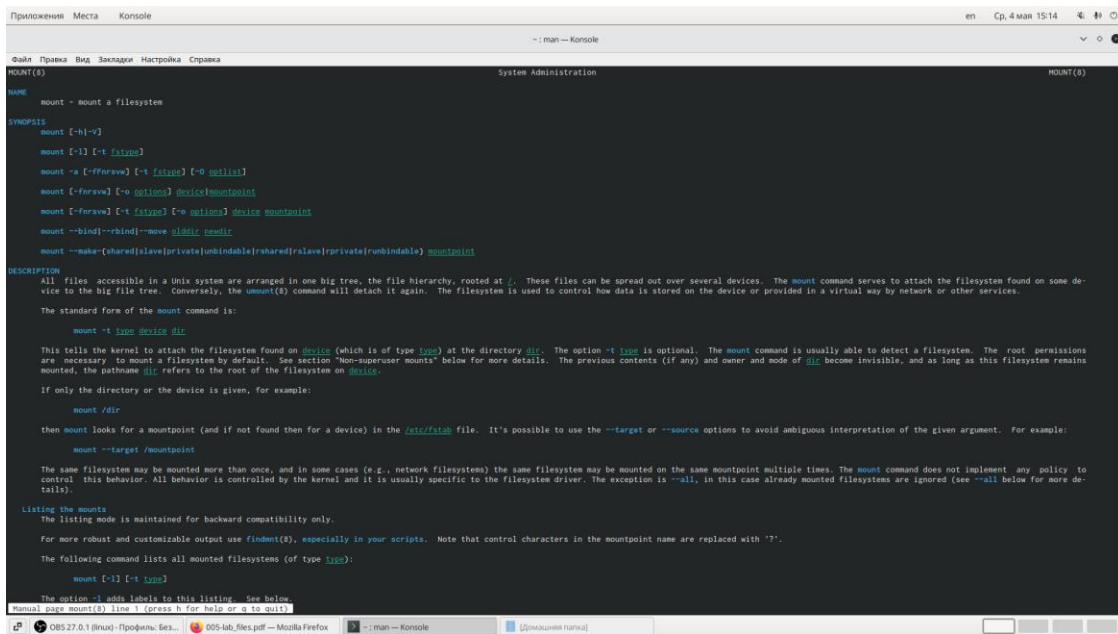 Приложения Места Konsole en Ср, 4 мая 15:14
~ : man — Konsole
Файл Правка Вид Закладки Настройка Справка
MOUNT(8) System Administration MOUNT(8)
NAME
mount - mount a filesystem
SYNOPSIS
mount [-h|-V]
mount [-l] [-t fstype]
mount -a [-fFnrsvw] [-t fstype] [-O optlist]
mount [-fnrsvw] [-o options] device|mountpoint
mount [-fnrsvw] [-t fstype] [-o options] device mountpoint
mount --bind|--rbind|--move olddir newdir
mount --make-{shared|slave|private|unbindable|rshared|rslave|rprivate|runbindable} mountpoint
DESCRIPTION
All files accessible in a Unix system are arranged in one big tree, the file hierarchy, rooted at /. These files can be spread out over several devices. The mount command serves to attach the filesystem found on some de-
vice to the big file tree. Conversely, the umount(8) command will detach it again. The filesystem is used to control how data is stored on the device or provided in a virtual way by network or other services.
The standard form of the mount command is:
mount -t type device dir
This tells the kernel to attach the filesystem found on device (which is of type type) at the directory dir. The option -t type is optional. The mount command is usually able to detect a filesystem. The root permissions
are necessary to mount a filesystem by default. See section "Non-superuser mounts" below for more details. The previous contents (if any) and owner and mode of dir become invisible, and as long as this filesystem remains
mounted, the pathname dir refers to the root of the filesystem on device.
If only the directory or the device is given, for example:
mount /dir
then mount looks for a mountpoint (and if not found then for a device) in the /etc/fstab file. It's possible to use the --target or --source options to avoid ambiguous interpretation of the given argument. For example:
mount --target /mountpoint
The same filesystem may be mounted more than once, and in some cases (e.g., network filesystems) the same filesystem may be mounted on the same mountpoint multiple times. The mount command does not implement any policy to
control this behavior. All behavior is controlled by the kernel and it is usually specific to the filesystem driver. The exception is --all, in this case already mounted filesystems are ignored (see --all below for more de-
tails).
Listing the mounts
The listing mode is maintained for backward compatibility only.
For more robust and customizable output use findmnt(8), especially in your scripts. Note that control characters in the mountpoint name are replaced with '?'.
The following command lists all mounted filesystems (of type type):
mount [-l] [-t type]
The option -l adds labels to this listing. See below.
Manual page mount(8) line 1 (press h for help or q to quit)
OBS 27.0.1 (linux) - Профиль: Без... 005-lab_files.pdf — Mozilla Firefox ~ : man — Konsole [Домашняя папка]